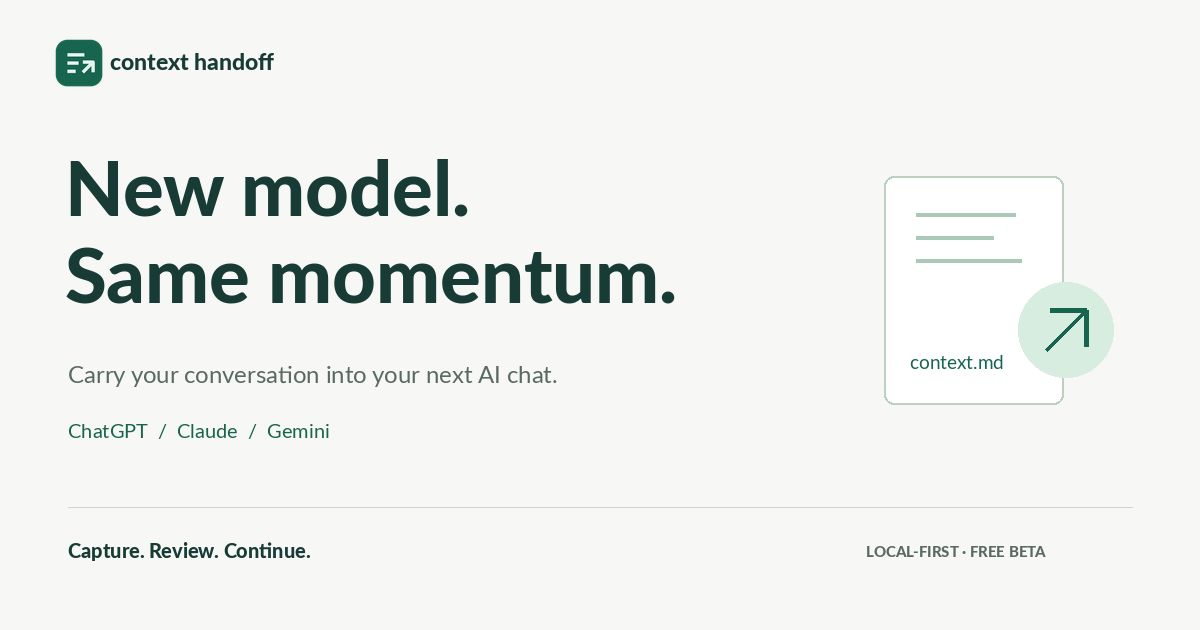 context handoff
New model.
Same momentum.
Carry your conversation into your next AI chat.
ChatGPT / Claude / Gemini
context.md
Capture. Review. Continue.
LOCAL-FIRST · FREE BETA